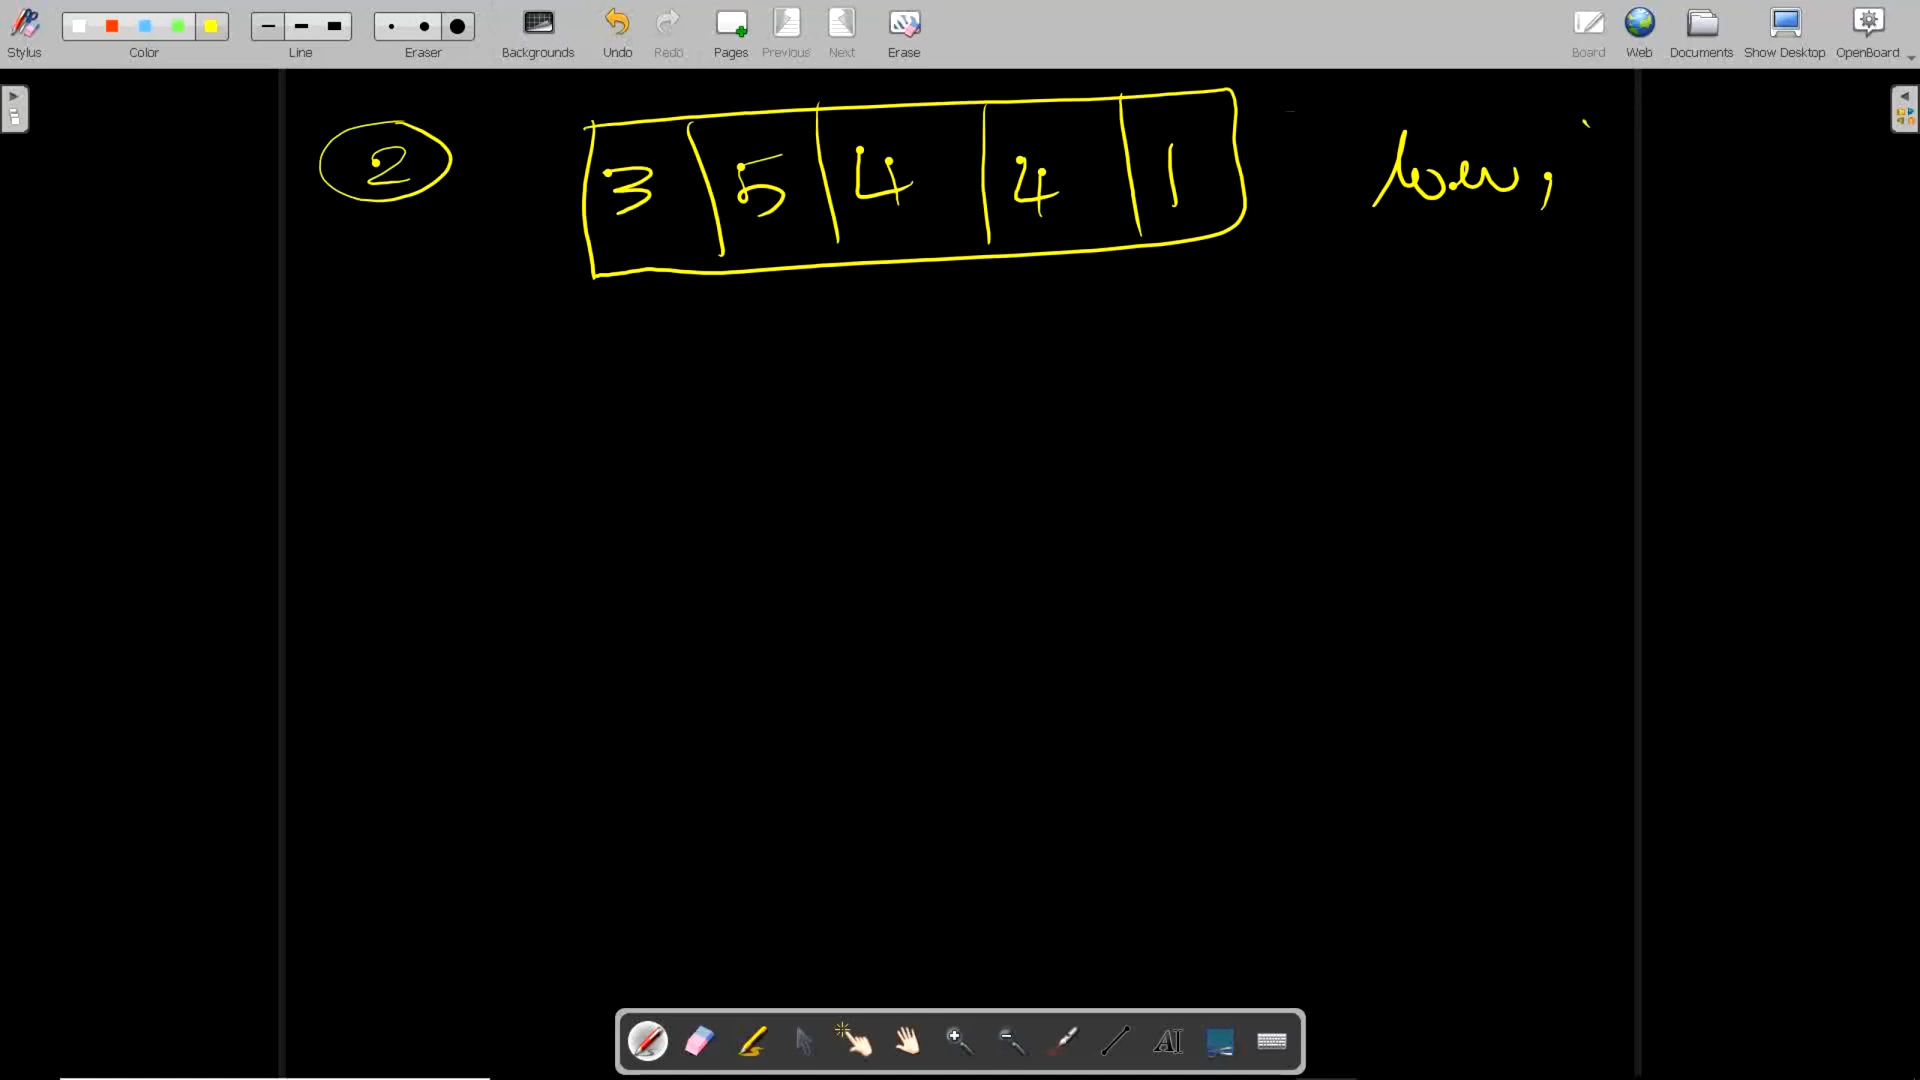 Stylus Color Line Eraser Backgrounds Undo Redo Pages Previous Next Erase Board Web Documents Show Desktop OpenBoard
2 3 5 4 4 1 low,